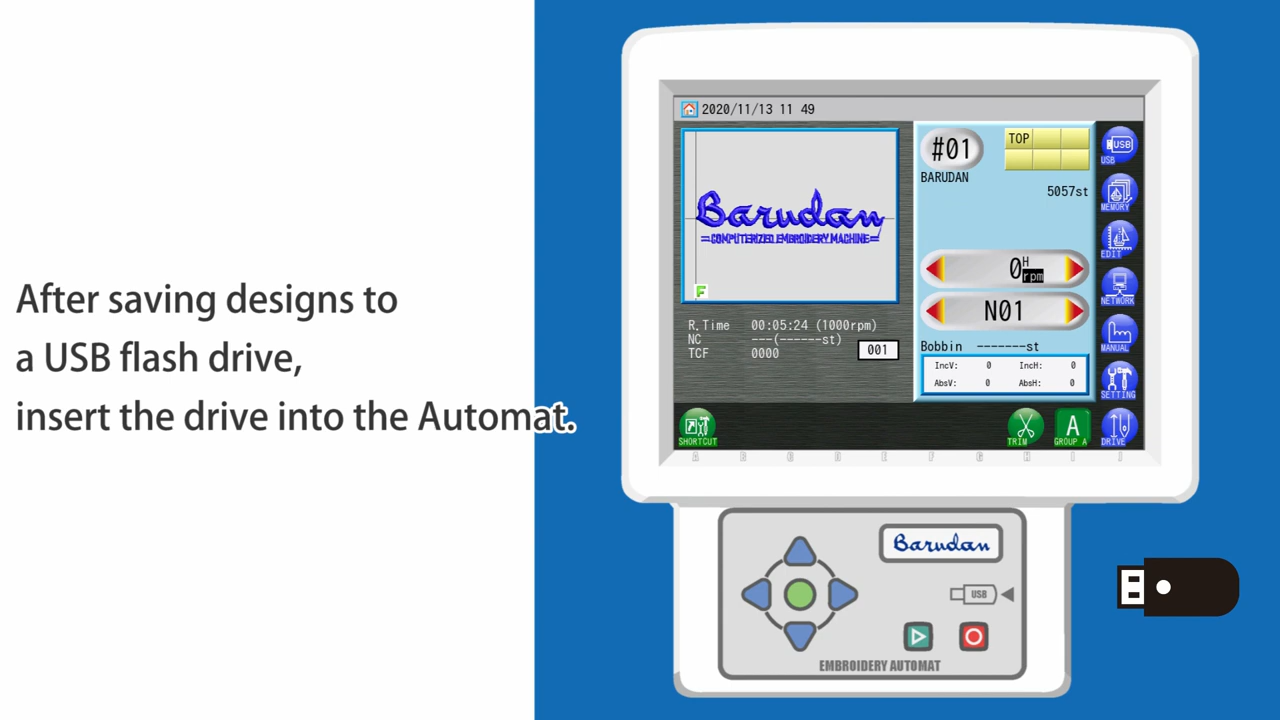 After saving designs to
a USB flash drive,
insert the drive into the Automat.
2020/11/13 11 49
Barudan
=COMPUTERIZED EMBROIDERY MACHINE=
F
R.Time 00:05:24 (1000rpm)
NC ---(------st)
TCF 0000
001
#01
TOP
BARUDAN
5057st
0H
rpm
N01
Bobbin -------st
IncV: 0 IncH: 0
AbsV: 0 AbsH: 0
USB
USB
MEMORY
EDIT
NETWORK
MANUAL
SETTING
SHORTCUT
TRIM
A
GROUP A
DRIVE
A B C D E F G H I J
Barudan
USB
EMBROIDERY AUTOMAT